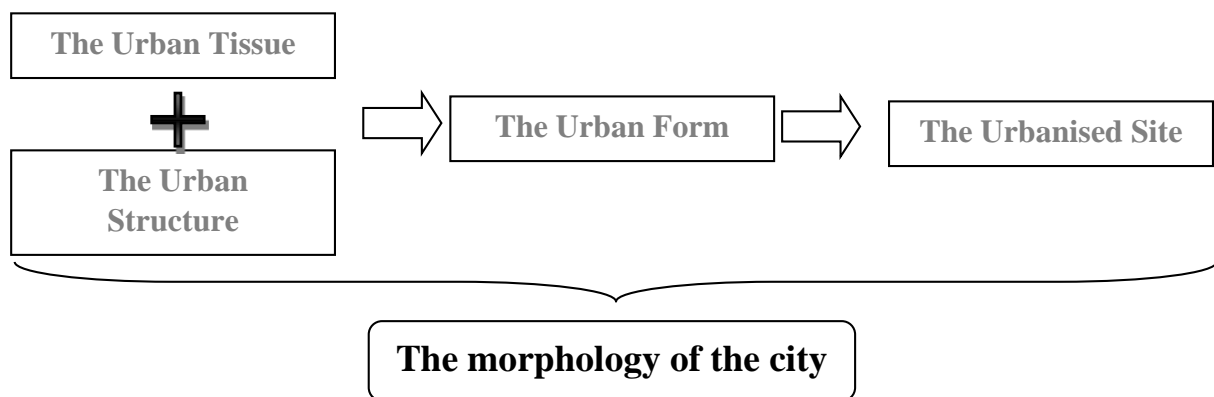 The Urban Tissue
The Urban
Structure
The Urban Form
The Urbanised Site
The morphology of the city